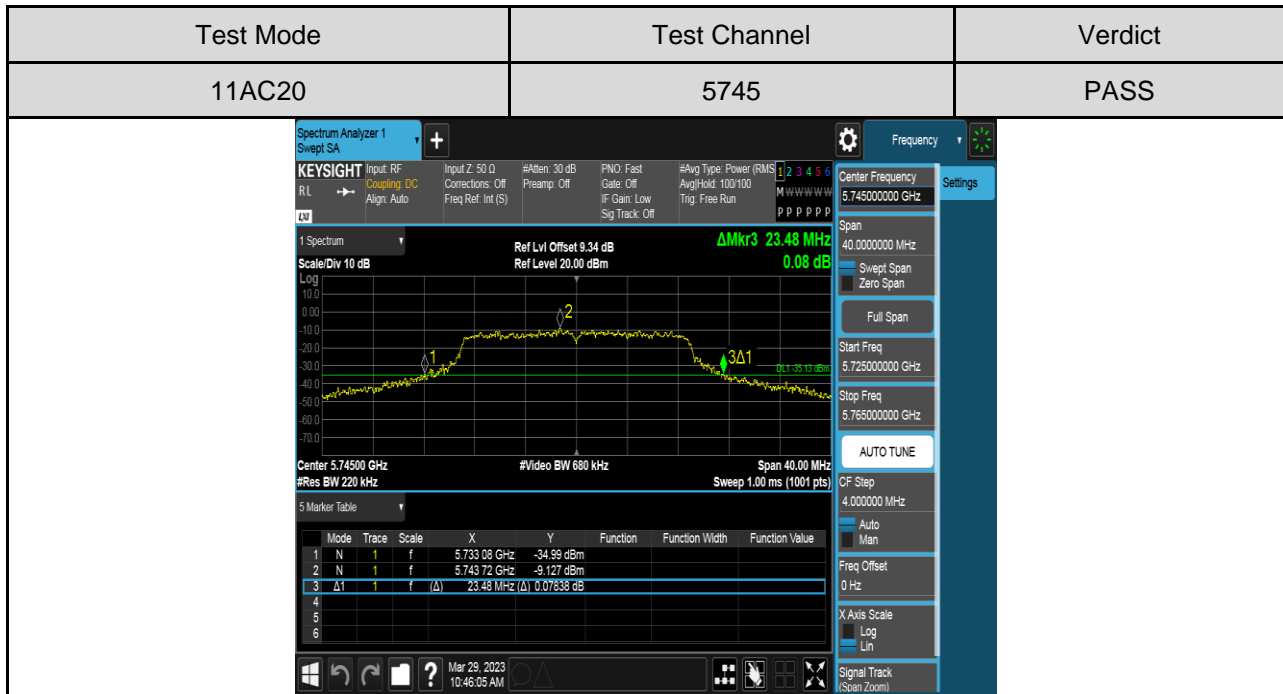 Test Mode Test Channel Verdict
11AC20 5745 PASS
Spectrum Analyzer 1
Swept SA
+
Frequency
KEYSIGHT
RL
LXI
Input: RF
Coupling: DC
Align: Auto
Input Z: 50 Ω
Corrections: Off
Freq Ref: Int (S)
#Atten: 30 dB
Preamp: Off
PNO: Fast
Gate: Off
IF Gain: Low
Sig Track: Off
#Avg Type: Power (RMS
Avg|Hold: 100/100
Trig: Free Run
1 2 3 4 5 6
M W W W W W
P P P P P P
1 Spectrum
Scale/Div 10 dB
Ref Lvl Offset 9.34 dB
Ref Level 20.00 dBm
ΔMkr3 23.48 MHz
0.08 dB
Log
10.0
0.00
-10.0
-20.0
-30.0
-40.0
-50.0
-60.0
-70.0
1
2
3Δ1
DL1 -35.13 dBm
Center 5.74500 GHz #Video BW 680 kHz Span 40.00 MHz
#Res BW 220 kHz Sweep 1.00 ms (1001 pts)
5 Marker Table
Mode Trace Scale X Y Function Function Width Function Value
1 N 1 f 5.733 08 GHz -34.99 dBm
2 N 1 f 5.743 72 GHz -9.127 dBm
3 Δ1 1 f (Δ) 23.48 MHz (Δ) 0.07838 dB
4
5
6
?
Mar 29, 2023
10:46:05 AM
Center Frequency
5.745000000 GHz
Settings
Span
40.0000000 MHz
Swept Span
Zero Span
Full Span
Start Freq
5.725000000 GHz
Stop Freq
5.765000000 GHz
AUTO TUNE
CF Step
4.000000 MHz
Auto
Man
Freq Offset
0 Hz
X Axis Scale
Log
Lin
Signal Track
(Span Zoom)